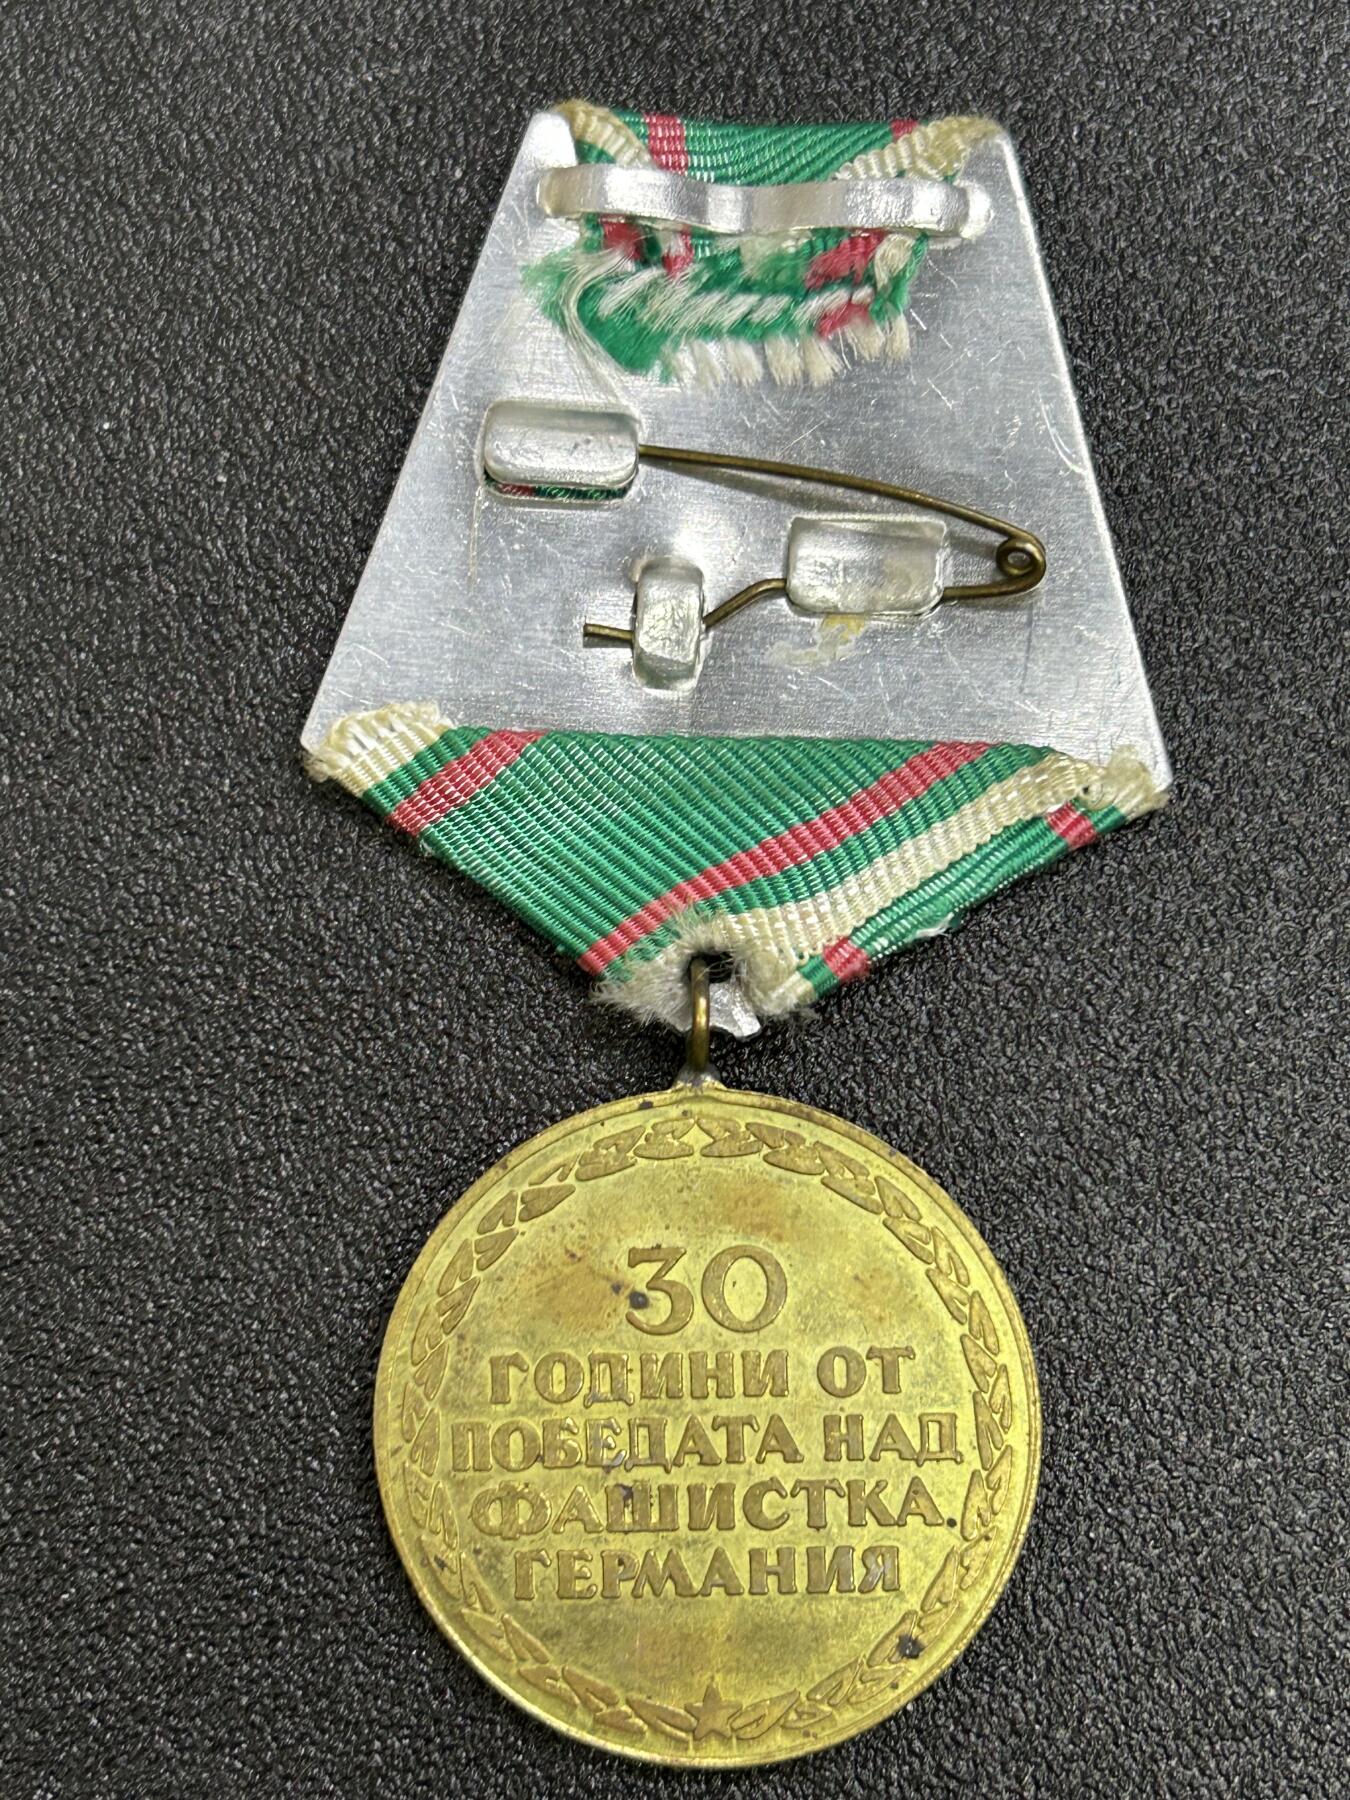 30
ГОДИНИ ОТ
ПОБЕДАТА НАД
ФАШИСТКА
ГЕРМАНИЯ